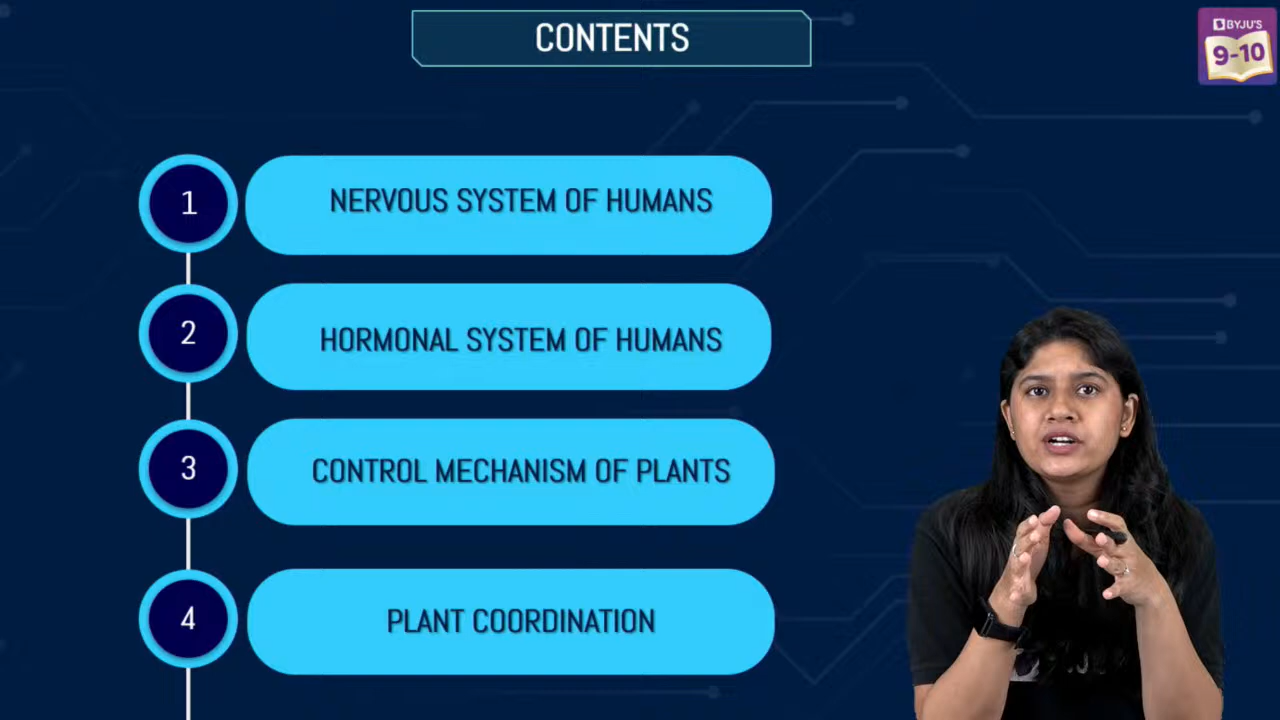 CONTENTS
BYJU'S
9-10
1
NERVOUS SYSTEM OF HUMANS
2
HORMONAL SYSTEM OF HUMANS
3
CONTROL MECHANISM OF PLANTS
4
PLANT COORDINATION